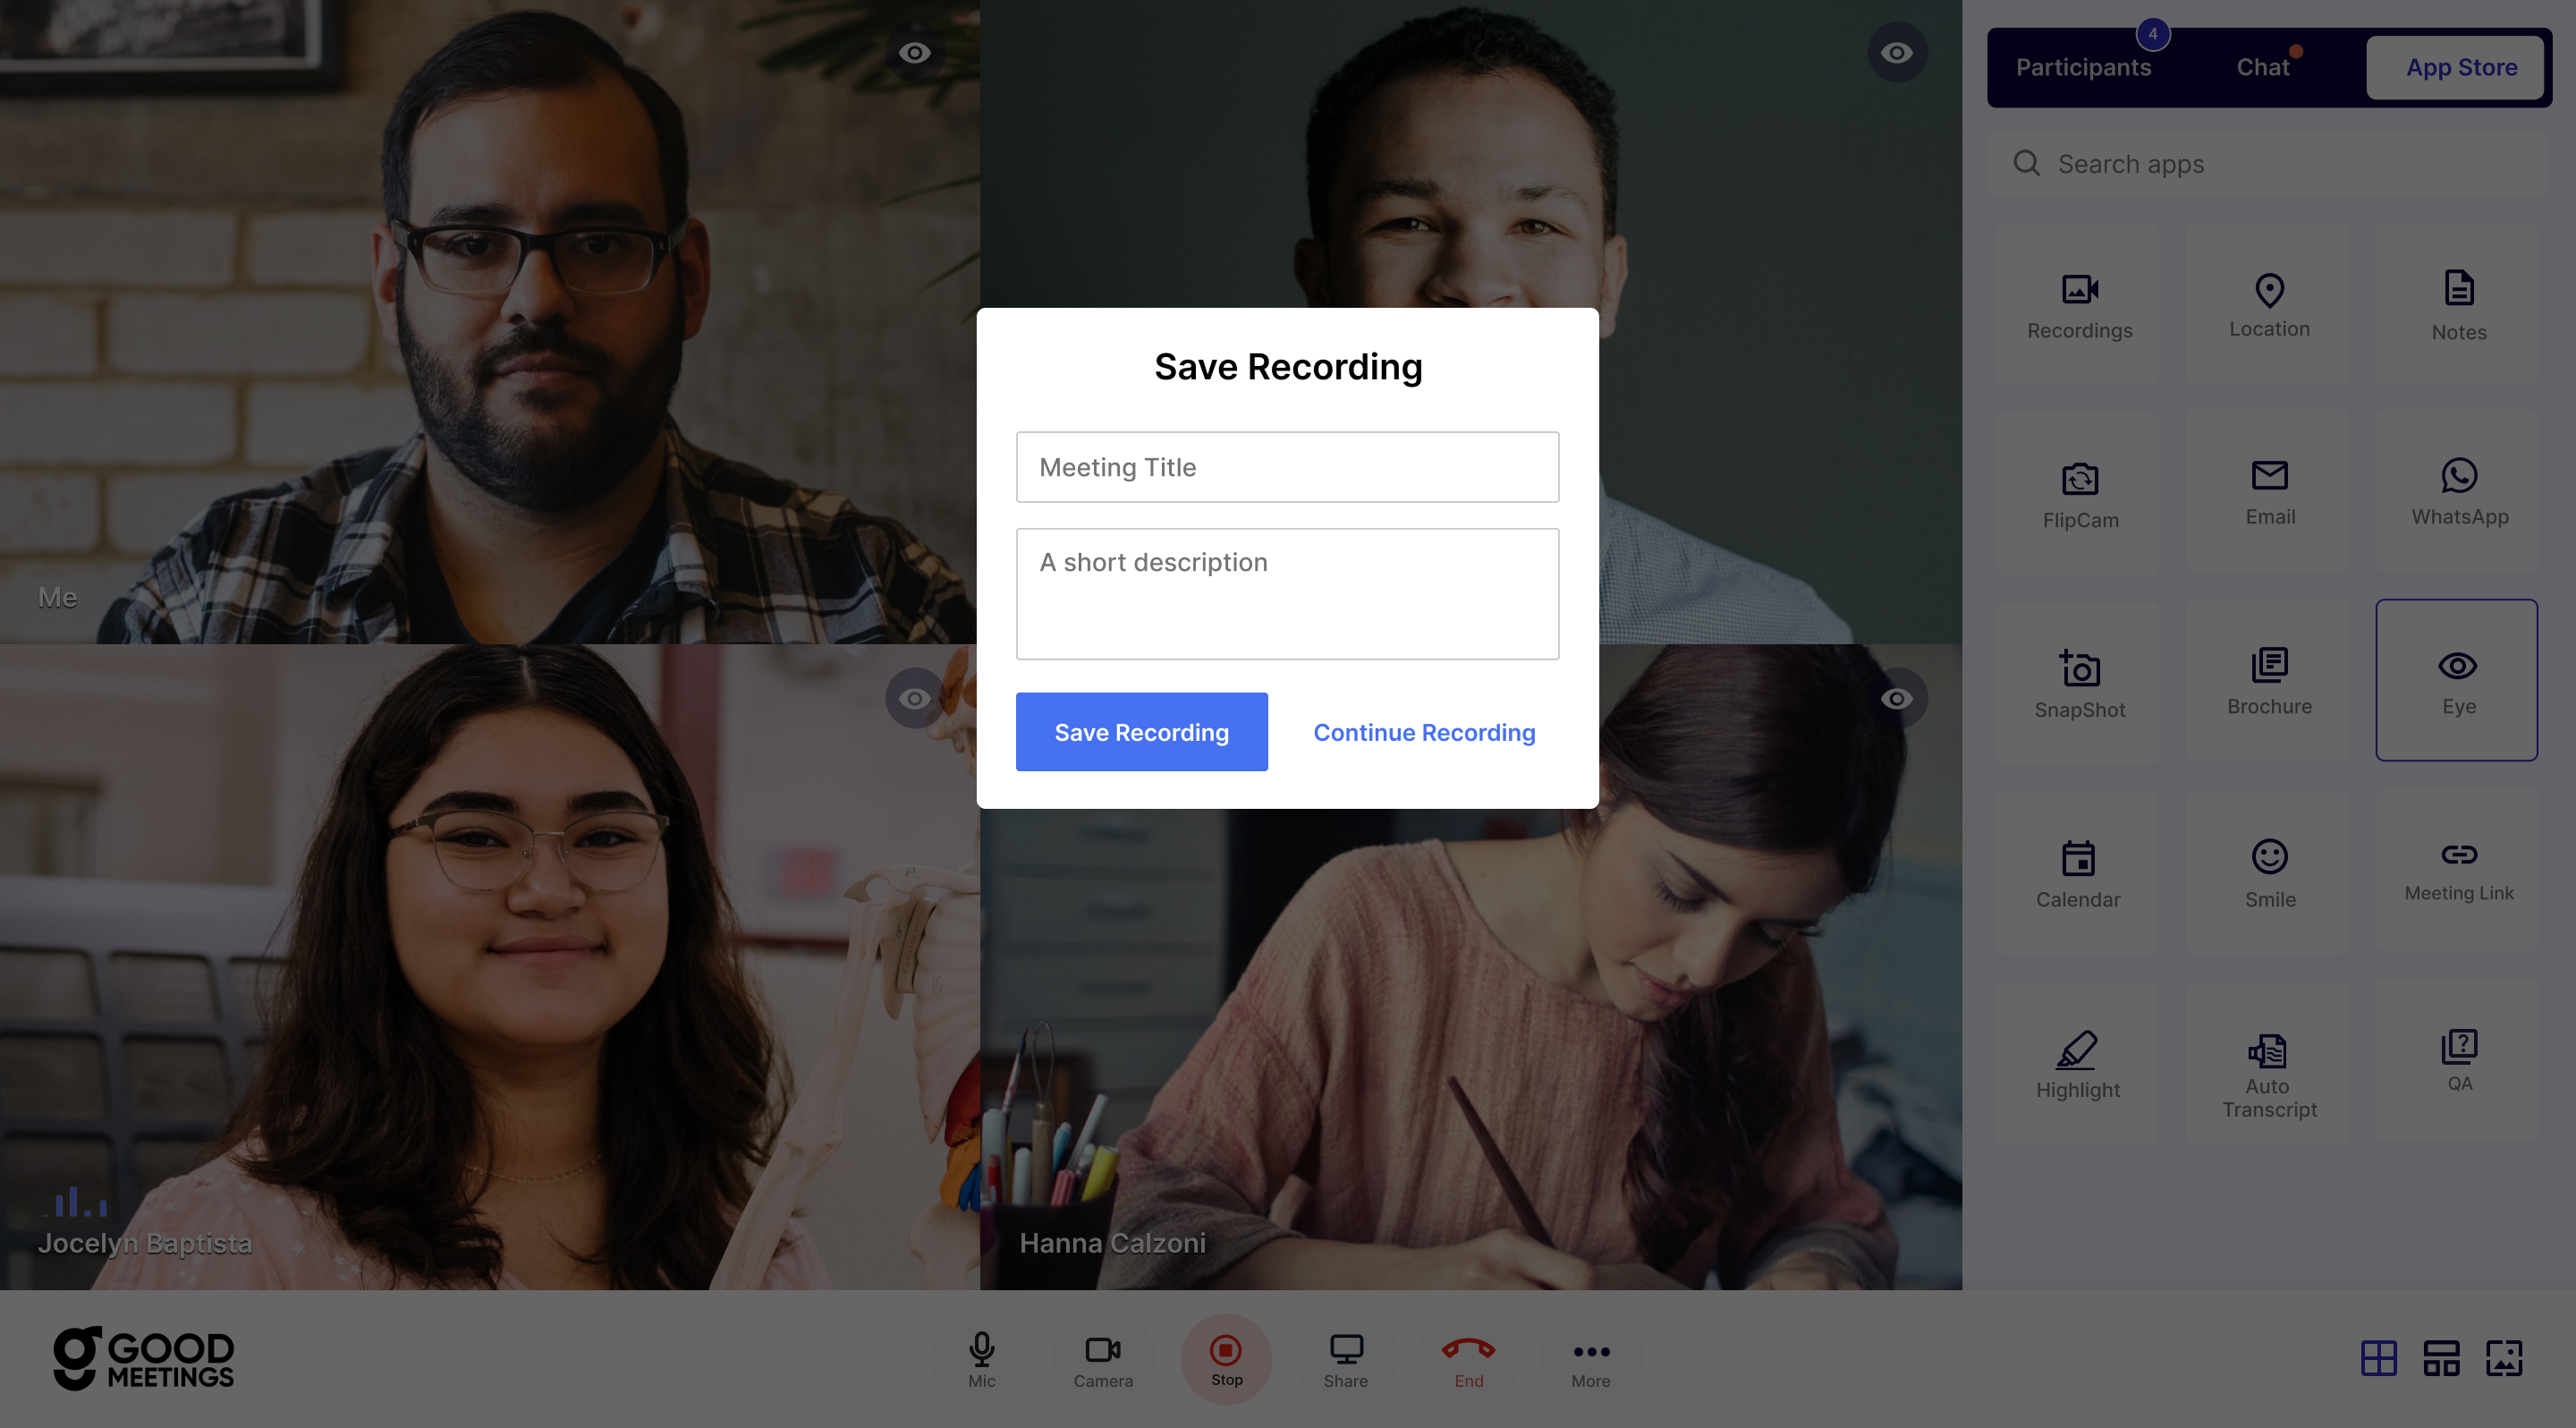 4
Participants
Chat
App Store
Search apps
Recordings
Location
Notes
FlipCam
Email
WhatsApp
SnapShot
Brochure
Eye
Calendar
Smile
Meeting Link
Highlight
Auto
Transcript
QA
Save Recording
Meeting Title
A short description
Save Recording
Continue Recording
Me
Jocelyn Baptista
Hanna Calzoni
GOOD
MEETINGS
Mic
Camera
Stop
Share
End
More